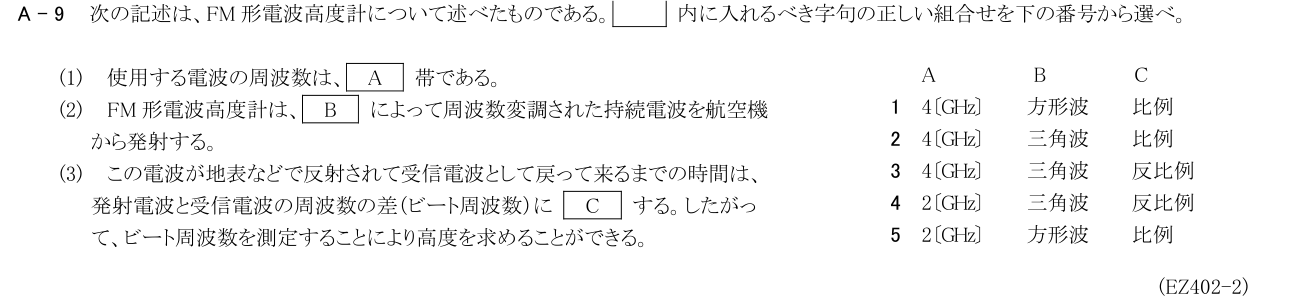 A － 9 次の記述は、FM 形電波高度計について述べたものである。 内に入れるべき字句の正しい組合せを下の番号から選べ。
(1) 使用する電波の周波数は、 A 帯である。
(2) FM 形電波高度計は、 B によって周波数変調された持続電波を航空機
から発射する。
(3) この電波が地表などで反射されて受信電波として戻って来るまでの時間は、
発射電波と受信電波の周波数の差(ビート周波数)に C する。したがっ
て、ビート周波数を測定することにより高度を求めることができる。
A B C
1 4〔GHz〕 方形波 比例
2 4〔GHz〕 三角波 比例
3 4〔GHz〕 三角波 反比例
4 2〔GHz〕 三角波 反比例
5 2〔GHz〕 方形波 比例
(EZ402-2)